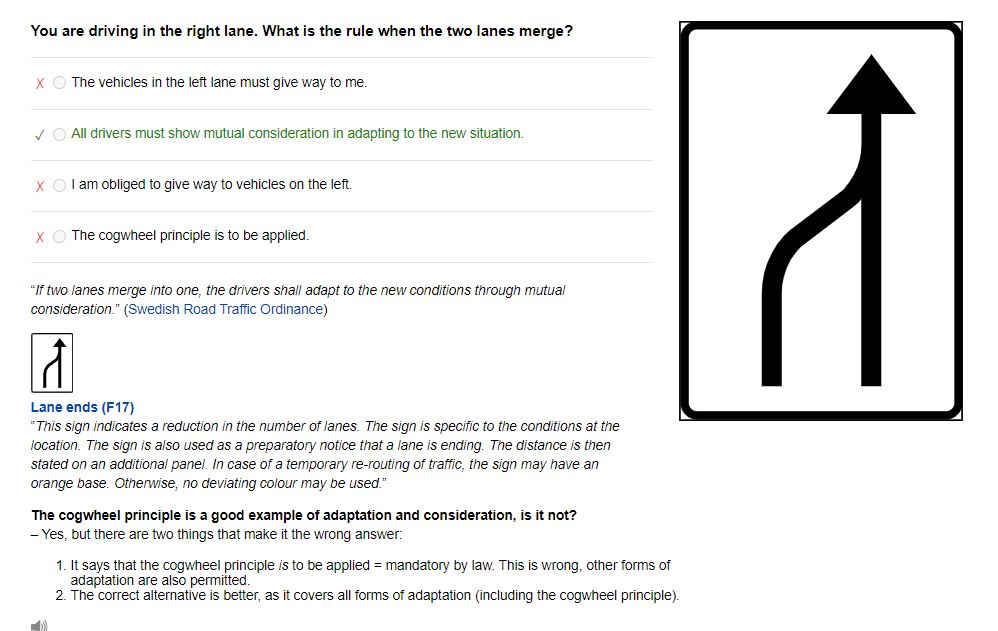 You are driving in the right lane. What is the rule when the two lanes merge?
X The vehicles in the left lane must give way to me.
✓ All drivers must show mutual consideration in adapting to the new situation.
X I am obliged to give way to vehicles on the left.
X The cogwheel principle is to be applied.
“If two lanes merge into one, the drivers shall adapt to the new conditions through mutual
consideration.” (Swedish Road Traffic Ordinance)
Lane ends (F17)
”This sign indicates a reduction in the number of lanes. The sign is specific to the conditions at the
location. The sign is also used as a preparatory notice that a lane is ending. The distance is then
stated on an additional panel. In case of a temporary re-routing of traffic, the sign may have an
orange base. Otherwise, no deviating colour may be used.”
The cogwheel principle is a good example of adaptation and consideration, is it not?
– Yes, but there are two things that make it the wrong answer:
1. It says that the cogwheel principle is to be applied = mandatory by law. This is wrong, other forms of
adaptation are also permitted.
2. The correct alternative is better, as it covers all forms of adaptation (including the cogwheel principle).